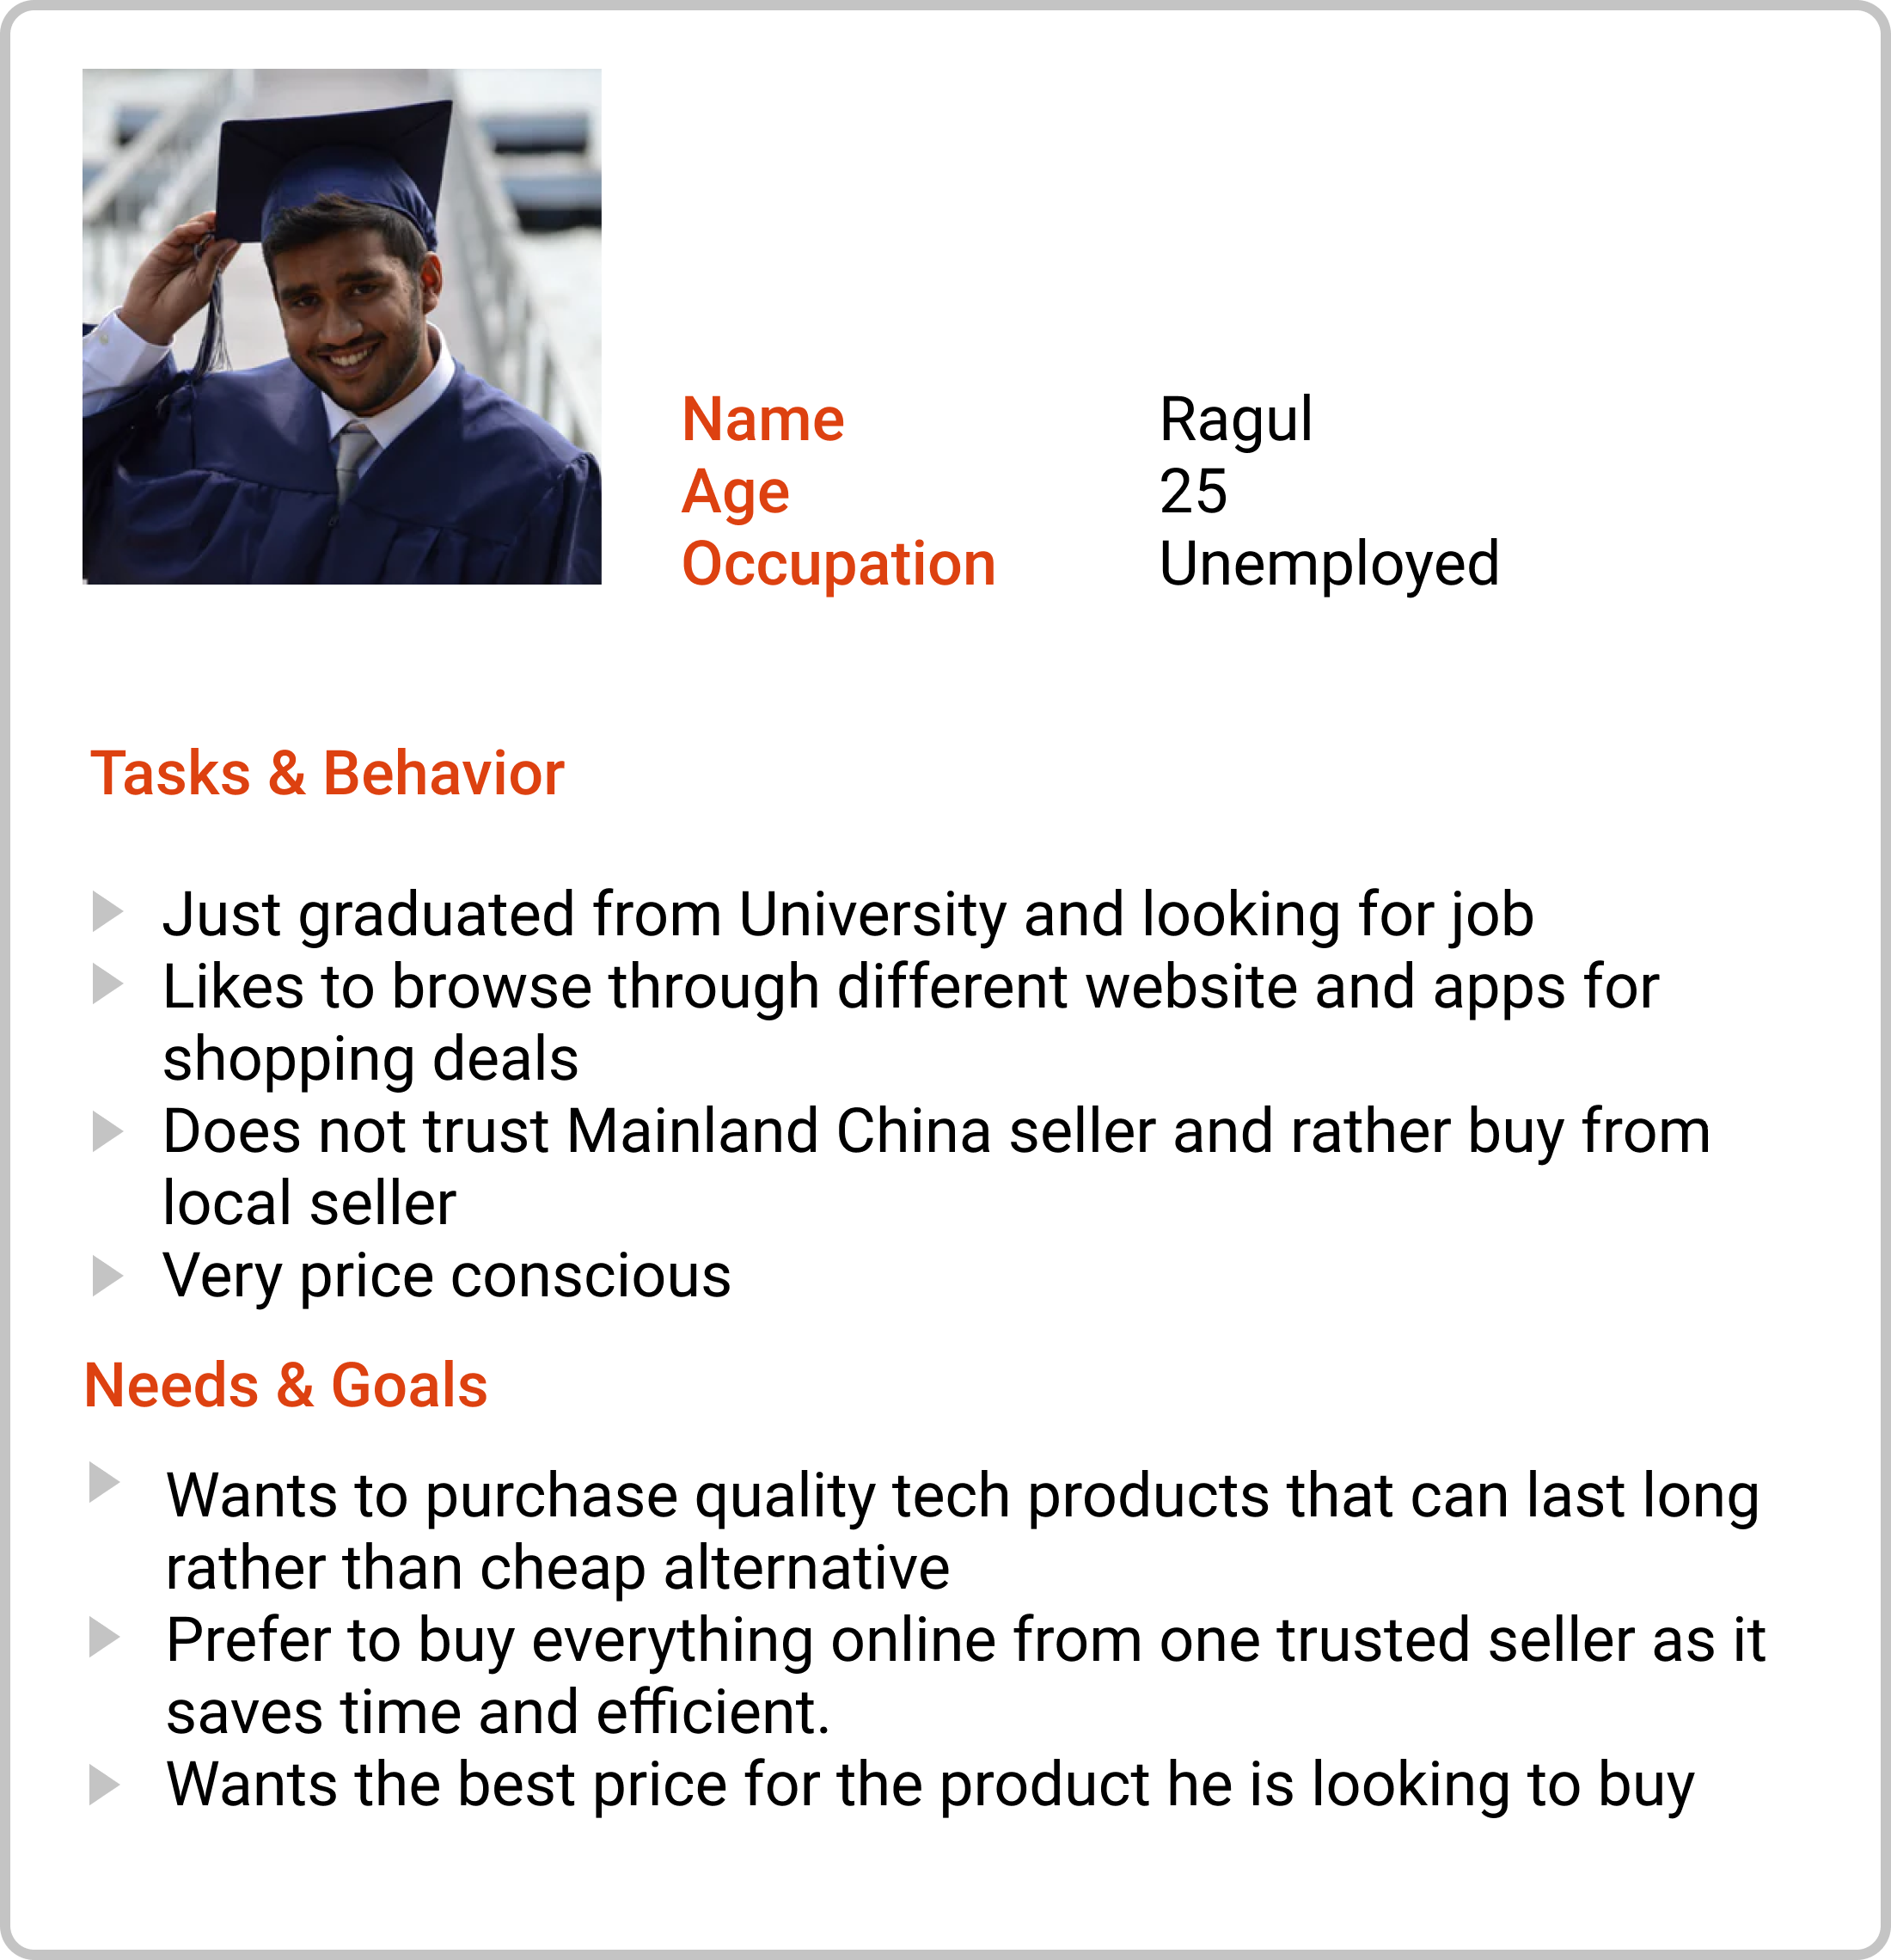 Name Ragul
Age 25
Occupation Unemployed
Tasks & Behavior
Just graduated from University and looking for job
Likes to browse through different website and apps for
shopping deals
Does not trust Mainland China seller and rather buy from
local seller
Very price conscious
Needs & Goals
Wants to purchase quality tech products that can last long
rather than cheap alternative
Prefer to buy everything online from one trusted seller as it
saves time and efficient.
Wants the best price for the product he is looking to buy